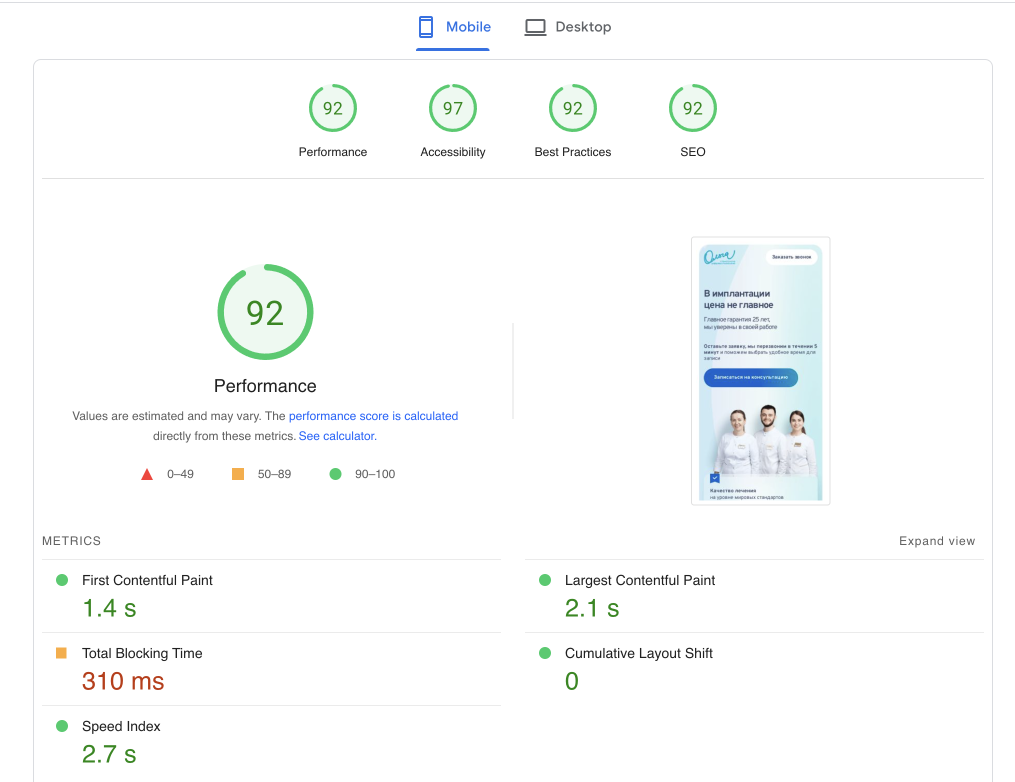 Mobile
Desktop
92
97
92
92
Performance
Accessibility
Best Practices
SEO
92
Performance
Values are estimated and may vary. The performance score is calculated
directly from these metrics. See calculator.
0–49
50–89
90–100
Заказать звонок
В имплантации
цена не главное
Главное гарантия 25 лет,
мы уверены в своей работе
Оставьте заявку, мы перезвоним в течении 5
минут и поможем выбрать удобное время для
записи
Записаться на консультацию
Качество лечения
на уровне мировых стандартов
METRICS
Expand view
First Contentful Paint
1.4 s
Largest Contentful Paint
2.1 s
Total Blocking Time
310 ms
Cumulative Layout Shift
0
Speed Index
2.7 s